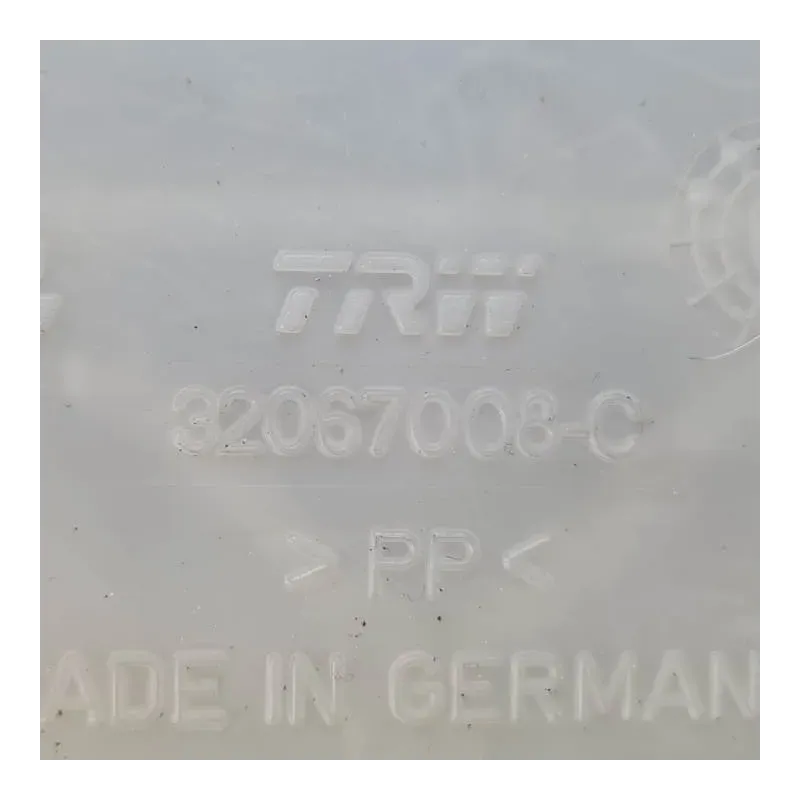 TRW
32067008-C
> PP <
ADE IN GERMAN